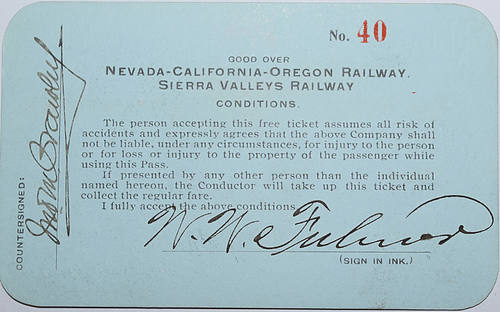 No. 40
GOOD OVER
NEVADA-CALIFORNIA-OREGON RAILWAY.
SIERRA VALLEYS RAILWAY
CONDITIONS.
The person accepting this free ticket assumes all risk of
accidents and expressly agrees that the above Company shall
not be liable, under any circumstances, for injury to the person
or for loss or injury to the property of the passenger while
using this Pass.
If presented by any other person than the individual
named hereon, the Conductor will take up this ticket and
collect the regular fare.
I fully accept the above conditions
W. W.
(SIGN IN INK.)
COUNTERSIGNED: